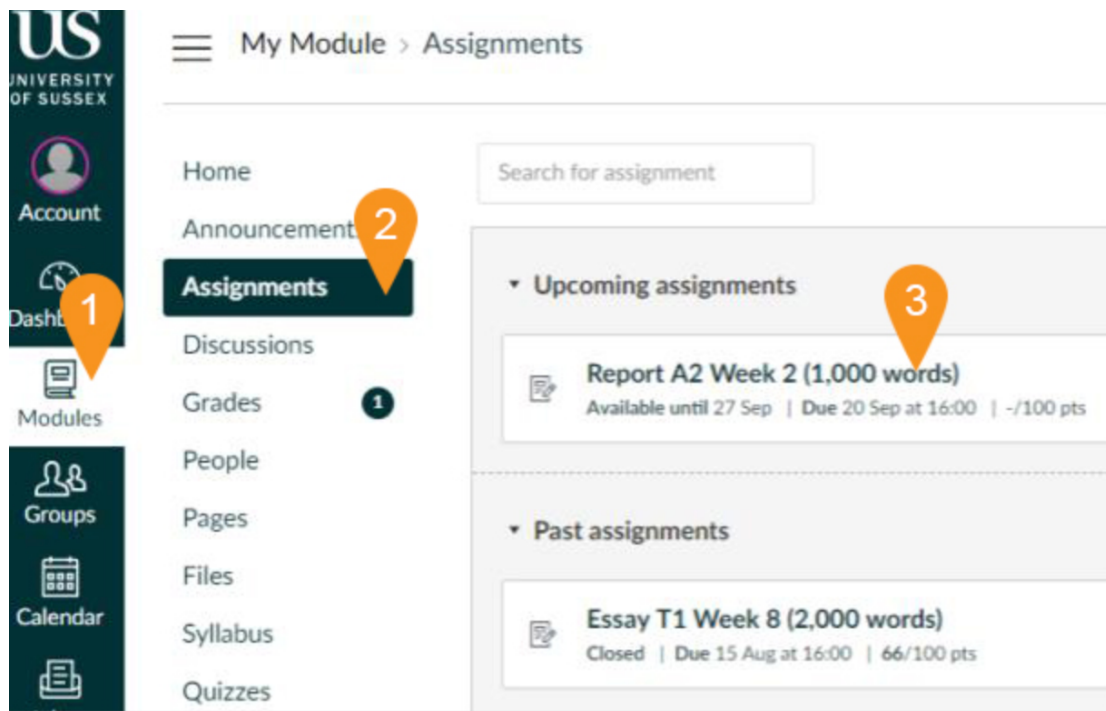 US
UNIVERSITY
OF SUSSEX
Account
Modules
Groups
Calendar
My Module > Assignments
Home
Assignments
Discussions
Grades 1
People
Pages
Files
Syllabus
Quizzes
1
2
3
Search for assignment
Upcoming assignments
Report A2 Week 2 (1,000 words)
Available until 27 Sep | Due 20 Sep at 16:00 | -/100 pts
Past assignments
Essay T1 Week 8 (2,000 words)
Closed | Due 15 Aug at 16:00 | 66/100 pts